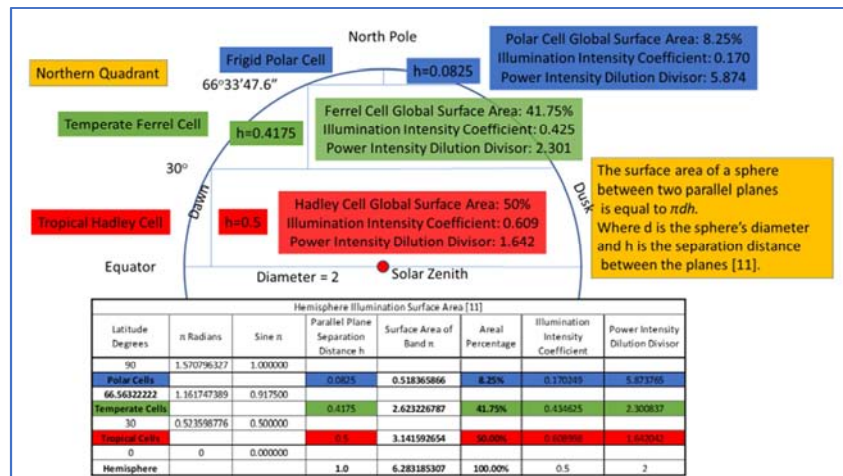 North Pole
Polar Cell Global Surface Area: 8.25%
Illumination Intensity Coefficient: 0.170
Power Intensity Dilution Divisor: 5.874
Frigid Polar Cell
h=0.0825
Northern Quadrant
66°33’47.6”
Temperate Ferrel Cell
h=0.4175
Ferrel Cell Global Surface Area: 41.75%
Illumination Intensity Coefficient: 0.425
Power Intensity Dilution Divisor: 2.301
30°
Dawn
Dusk
The surface area of a sphere
between two parallel planes
is equal to πdh.
Where d is the sphere’s diameter
and h is the separation distance
between the planes [11].
Tropical Hadley Cell
h=0.5
Hadley Cell Global Surface Area: 50%
Illumination Intensity Coefficient: 0.609
Power Intensity Dilution Divisor: 1.642
Equator
Diameter = 2
Solar Zenith
Hemisphere Illumination Surface Area [11]
Latitude Degrees π Radians Sine π Parallel Plane Separation Distance h Surface Area of Band π Areal Percentage Illumination Intensity Coefficient Power Intensity Dilution Divisor
90 1.570796327 1.000000
Polar Cells 0.0825 0.518365866 8.25% 0.170249 5.873765
66.56322222 1.161747389 0.917500
Temperate Cells 0.4175 2.623226787 41.75% 0.434625 2.300837
30 0.523598776 0.500000
Tropical Cells 0.5 3.141592654 50.00% 1.642042
0 0 0.000000
Hemisphere 1.0 6.283185307 100.00% 0.5 2